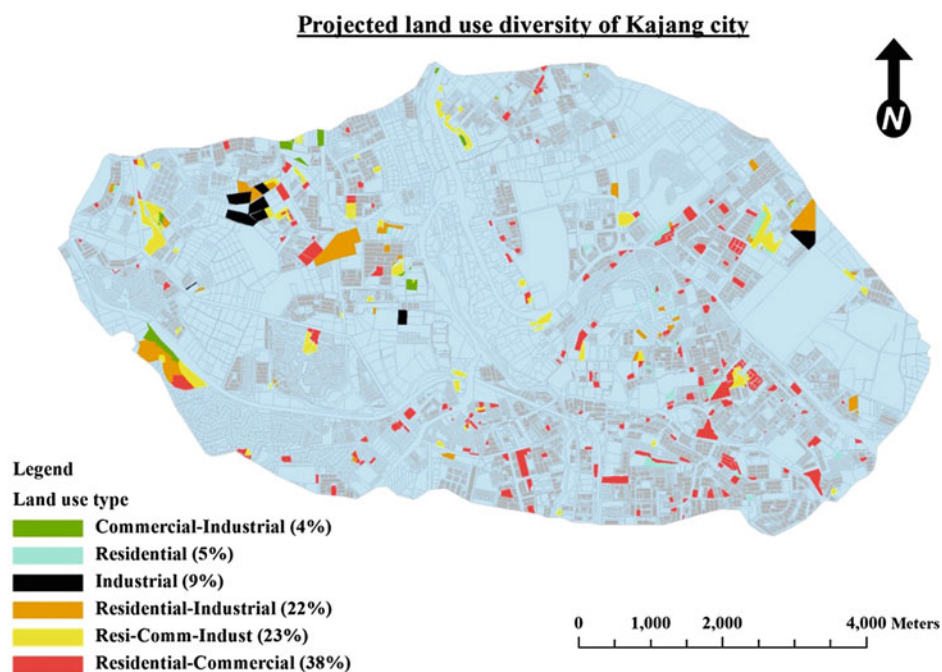 Projected land use diversity of Kajang city
N
Legend
Land use type
Commercial-Industrial (4%)
Residential (5%)
Industrial (9%)
Residential-Industrial (22%)
Resi-Comm-Indust (23%)
Residential-Commercial (38%)
0 1,000 2,000 4,000 Meters